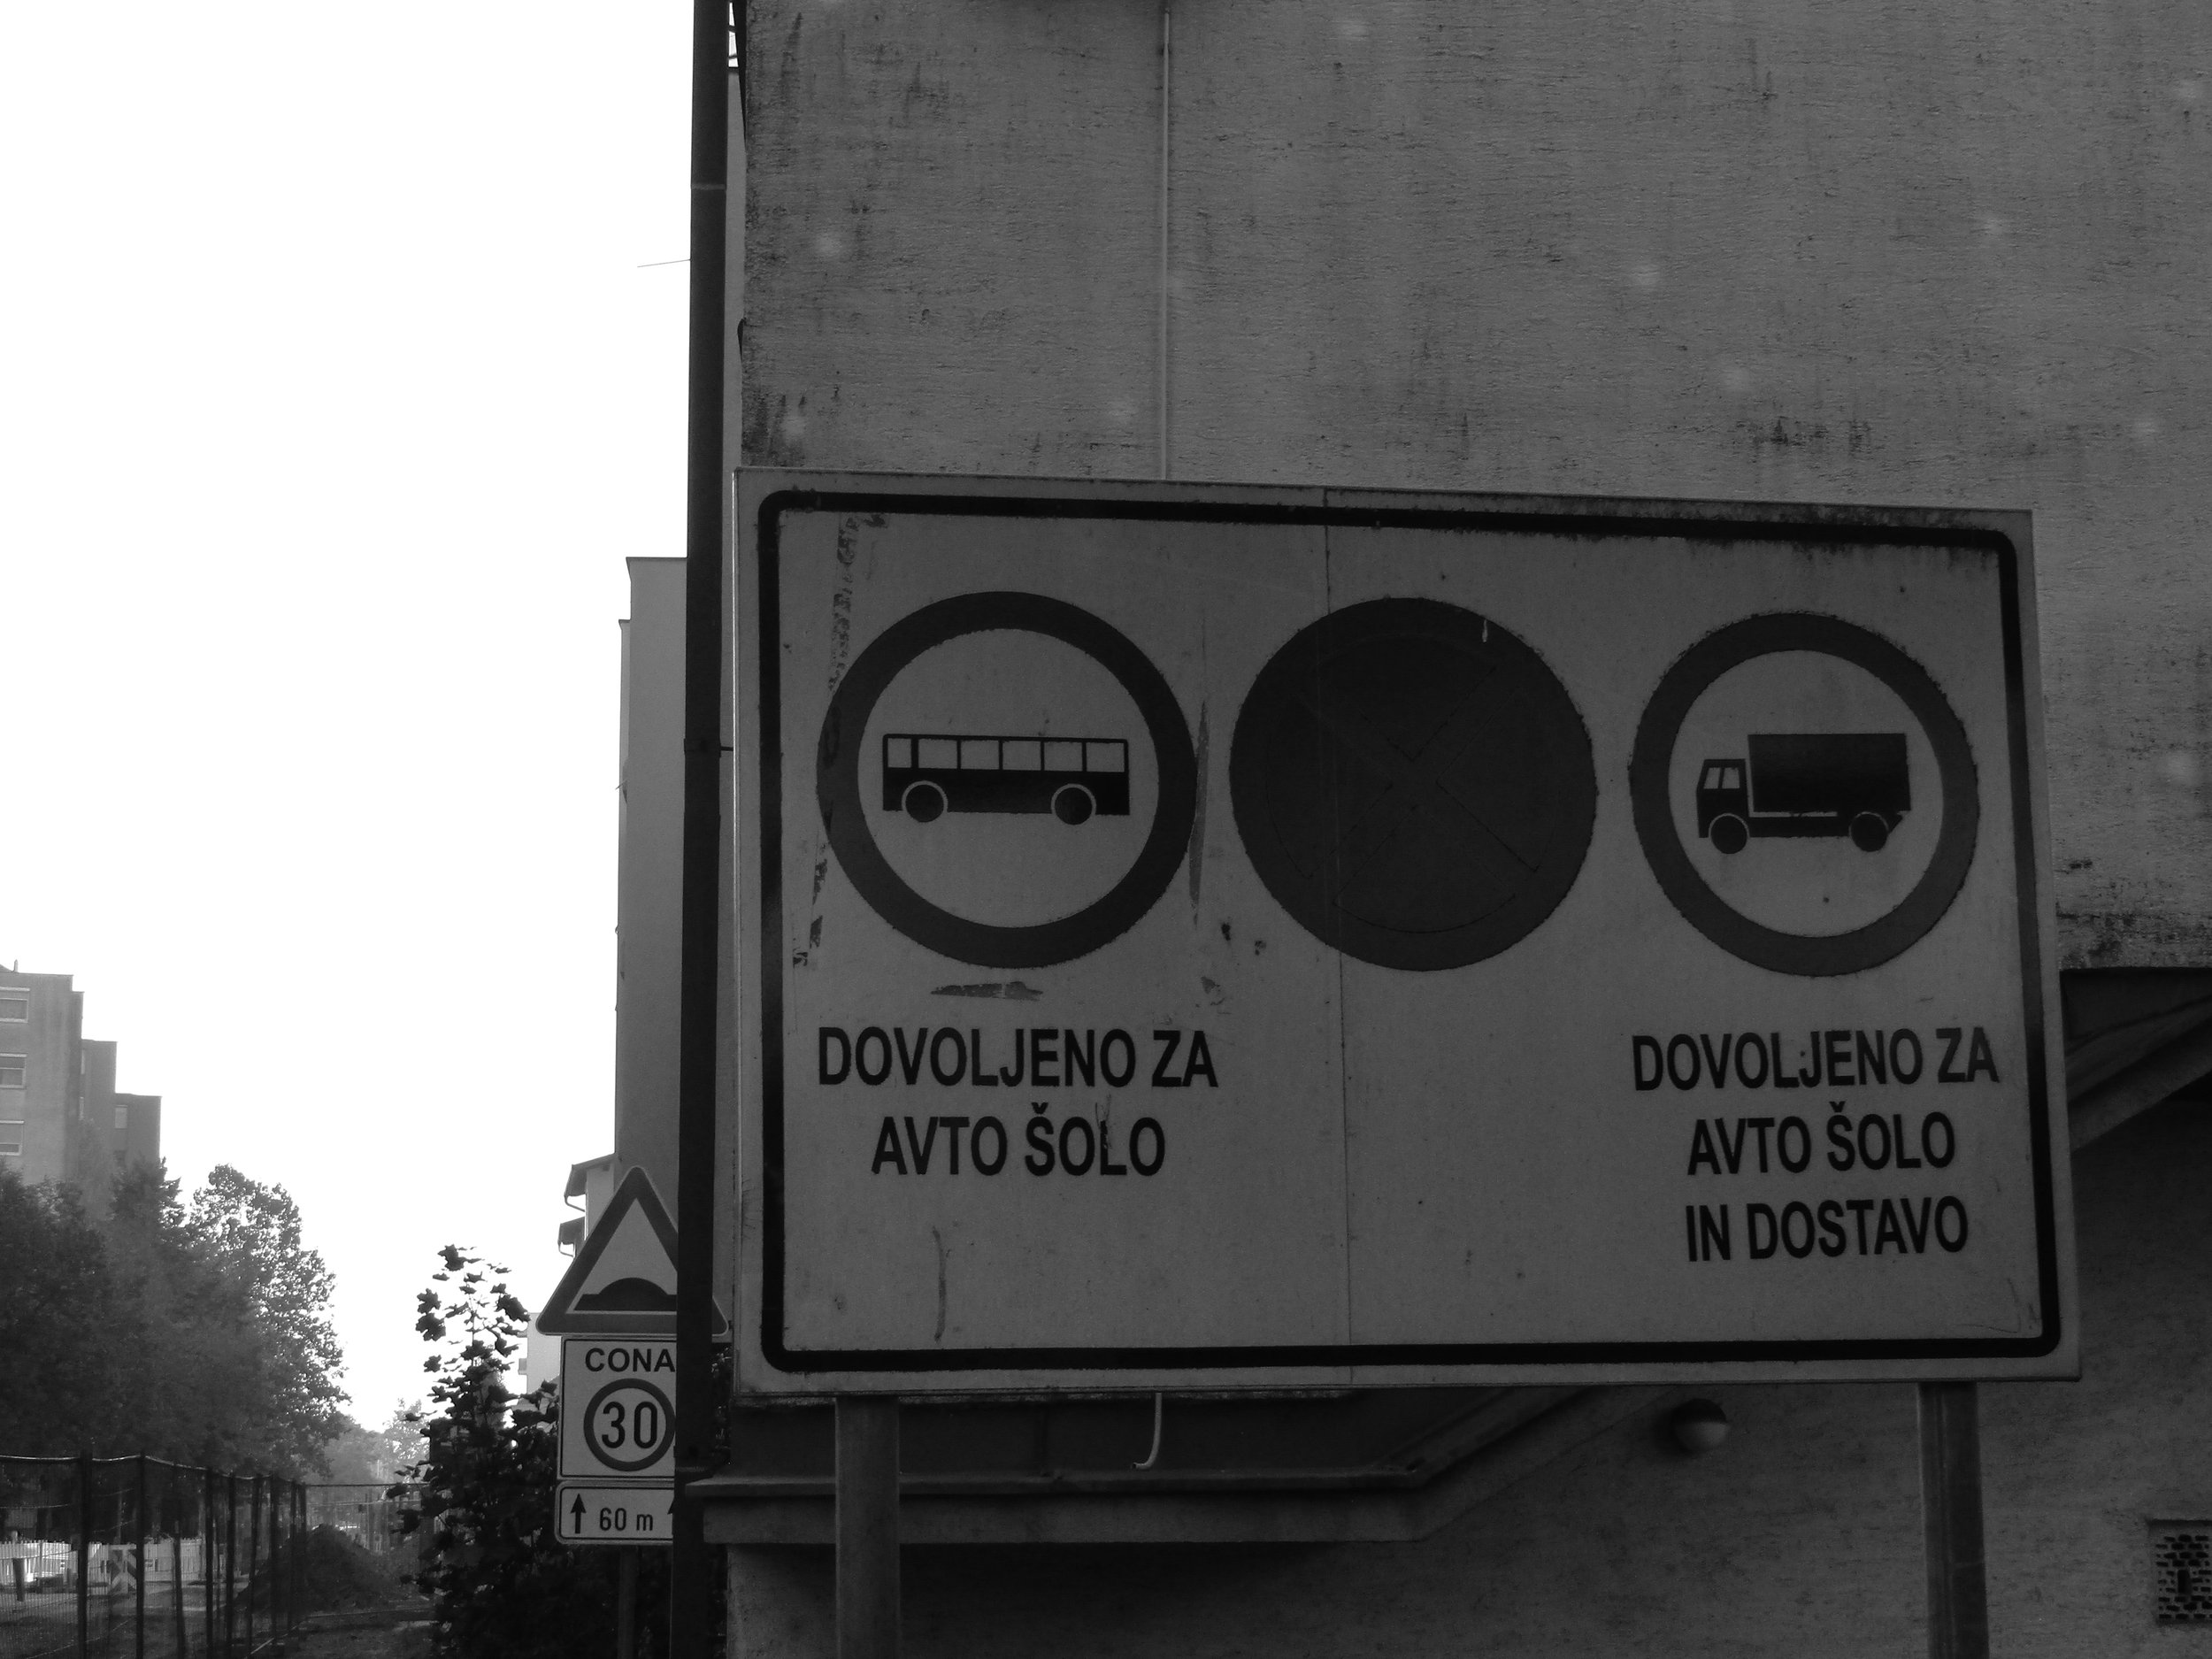 DOVOLJENO ZA
AVTO ŠOLO
DOVOLJENO ZA
AVTO ŠOLO
IN DOSTAVO
CONA
30
60 m